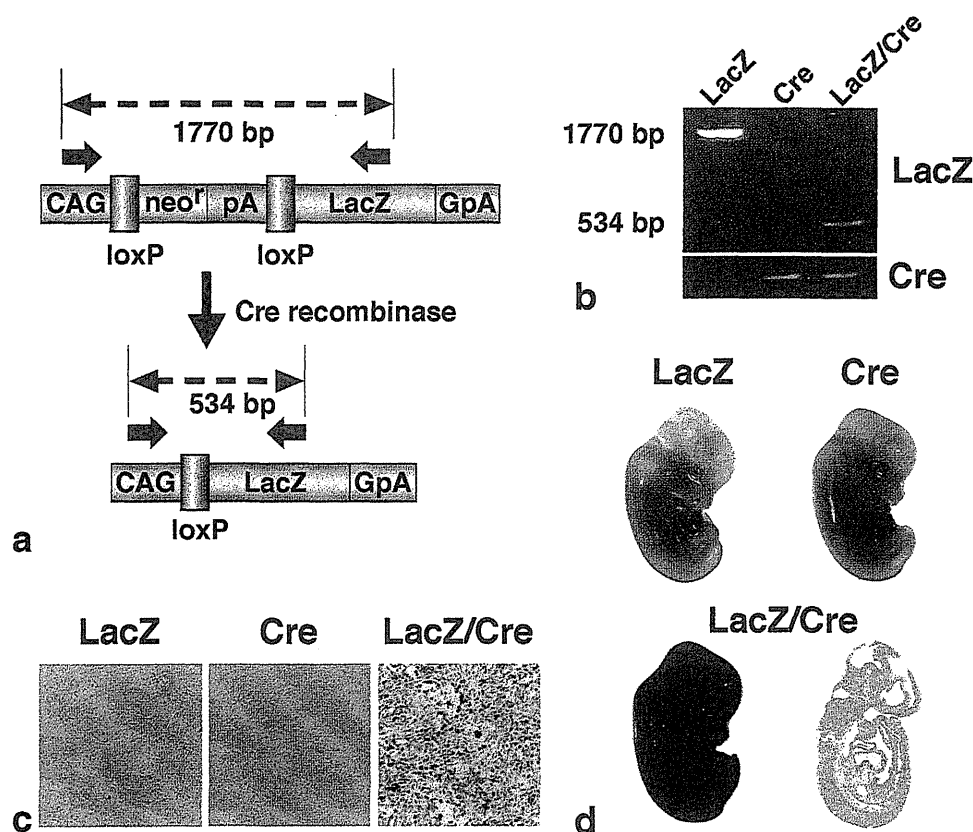 1770 bp
CAG neoʳ pA LacZ GpA
loxP loxP
Cre recombinase
534 bp
CAG LacZ GpA
loxP
a
LacZ Cre LacZ/Cre
1770 bp
LacZ
534 bp
Cre
b
LacZ Cre LacZ/Cre
c
LacZ Cre
LacZ/Cre
d